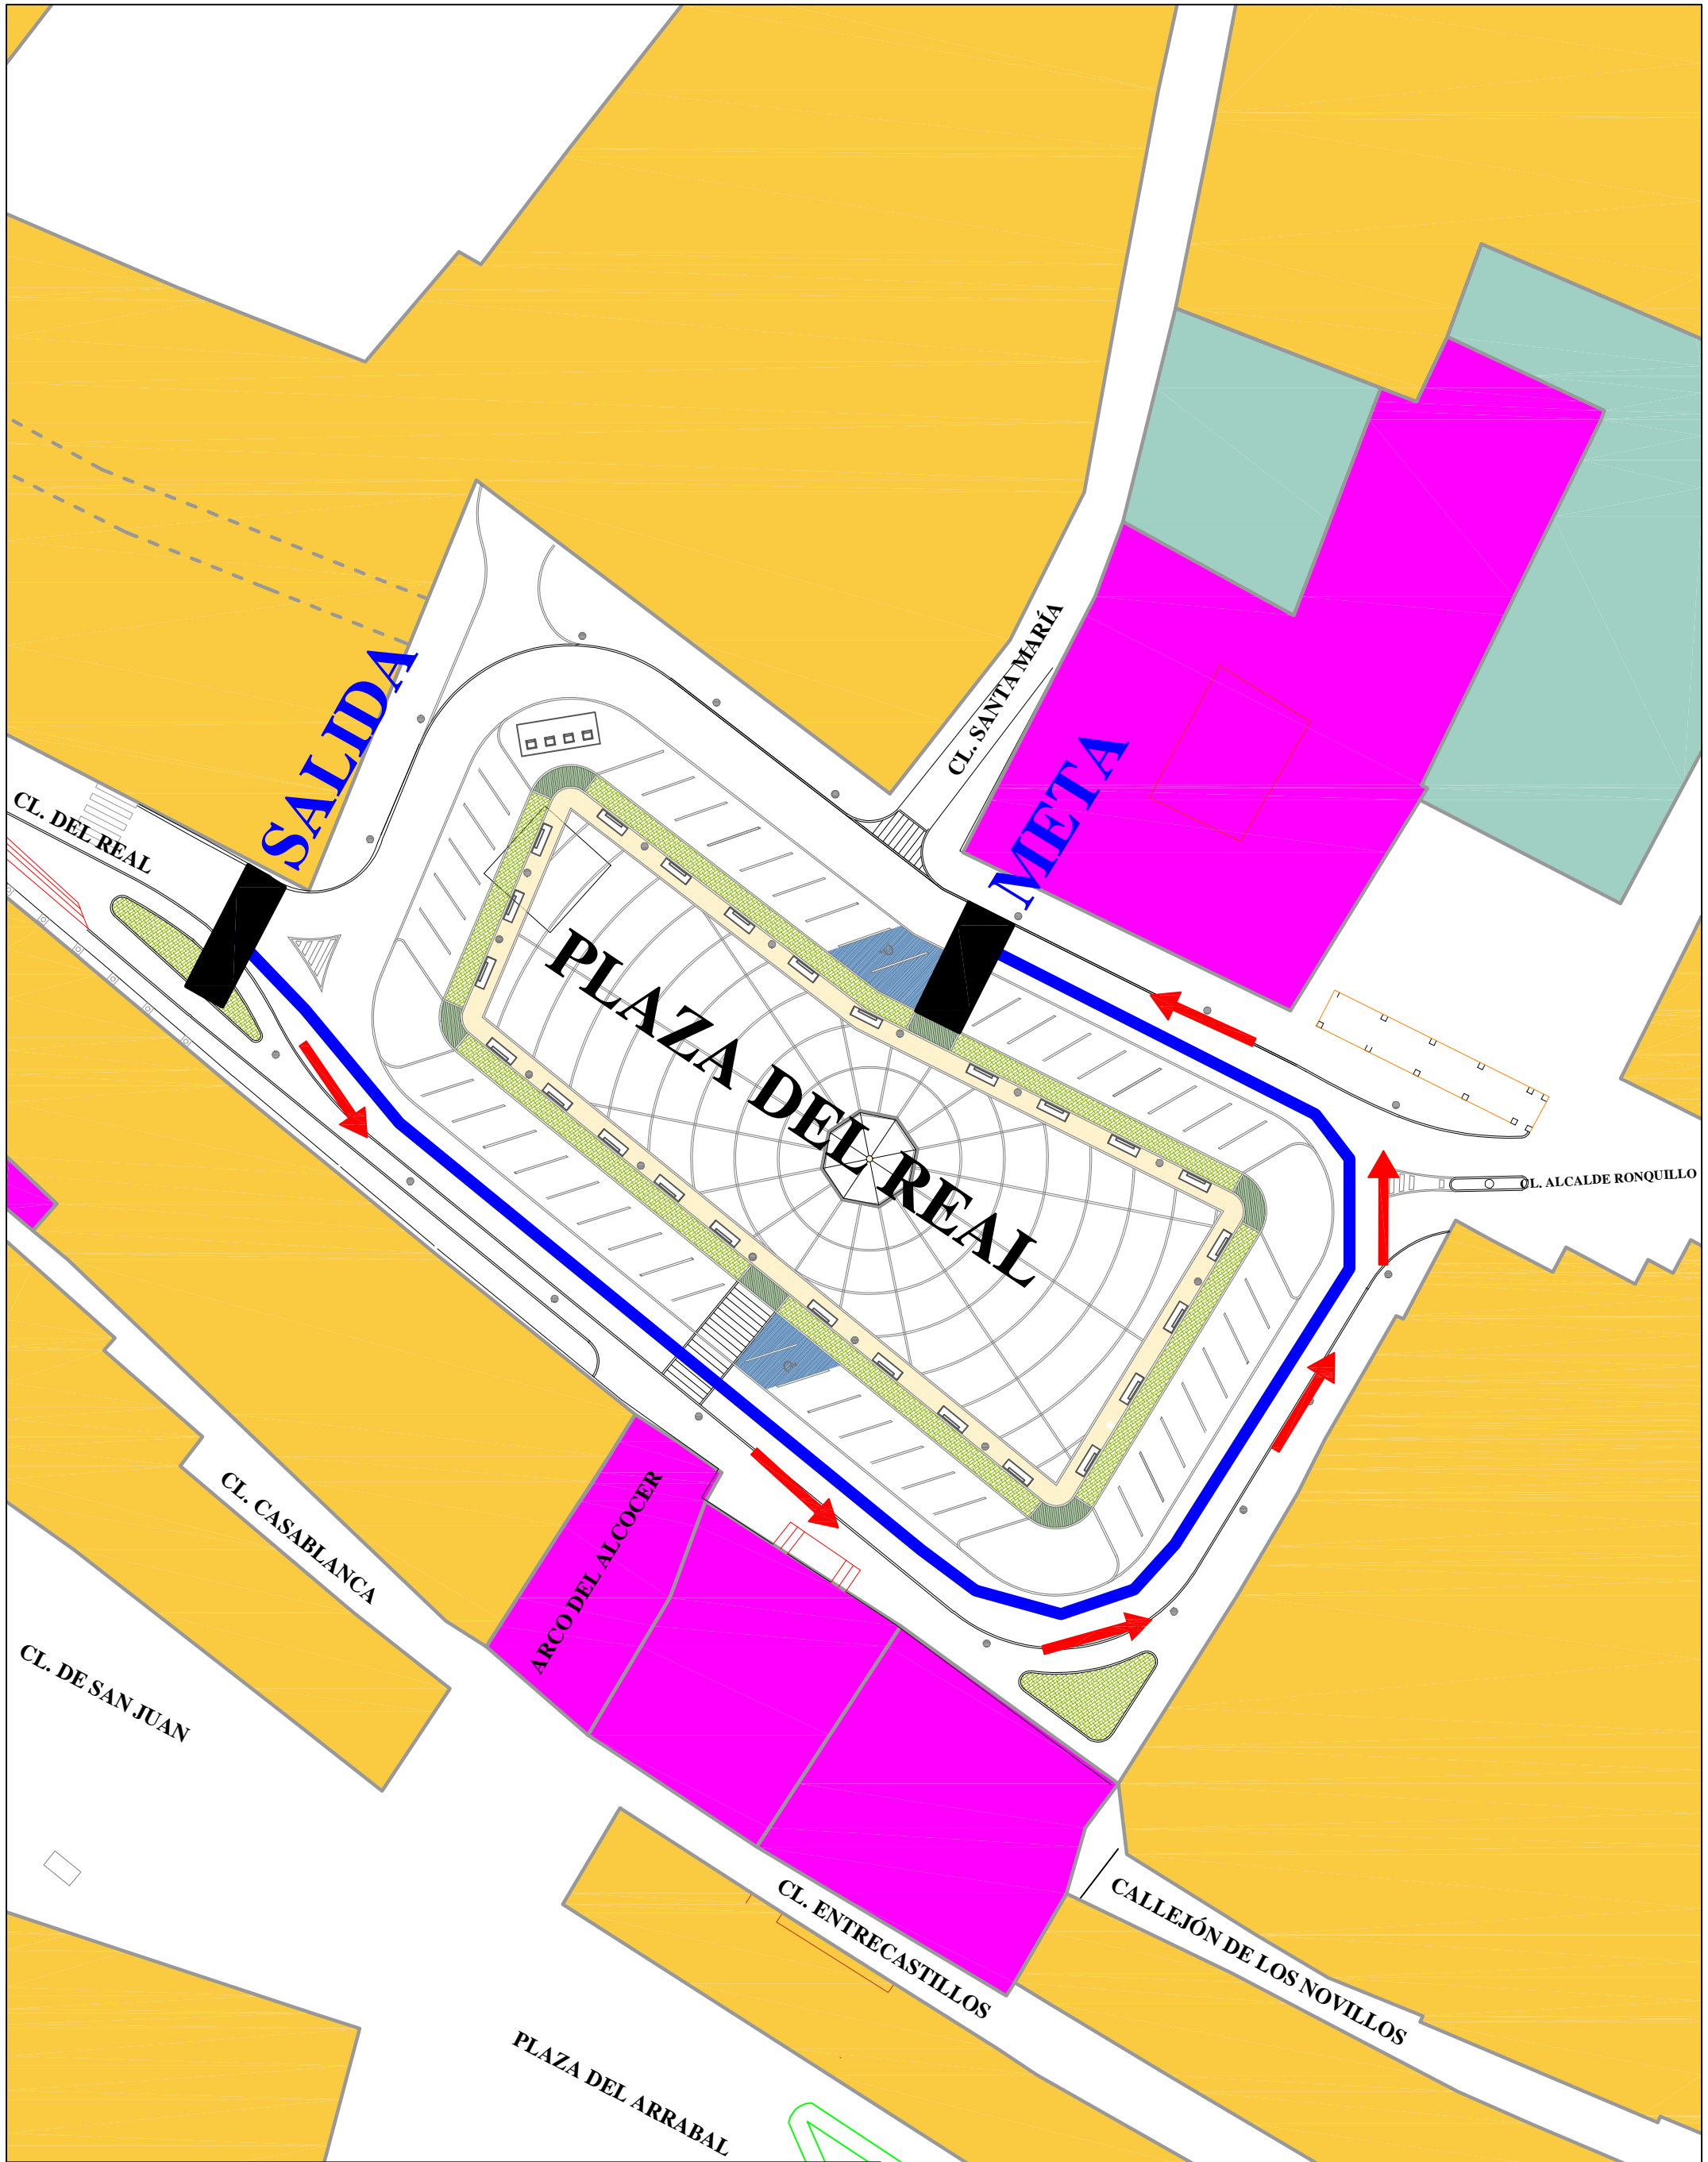 CL. SANTA MARÍA
SALIDA
META
CL. DEL REAL
PLAZA DEL REAL
CL. ALCALDE RONQUILLO
ARCO DEL ALCOCER
CL. CASABLANCA
CL. DE SAN JUAN
CL. ENTRECASTILLOS
CALLEJÓN DE LOS NOVILLOS
PLAZA DEL ARRABAL